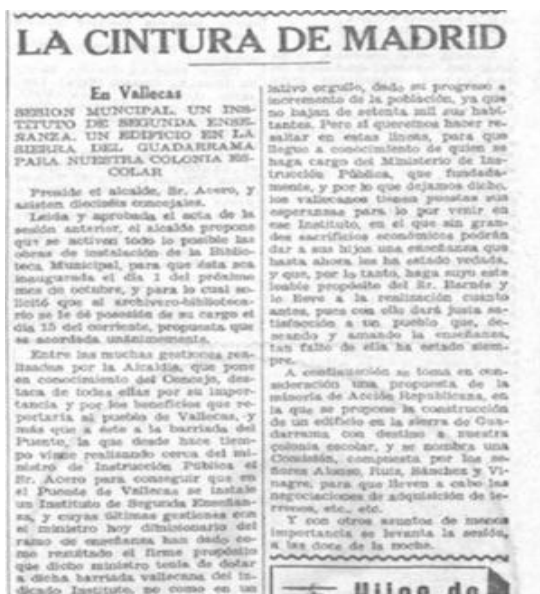 LA CINTURA DE MADRID
En Vallecas
SESION MUNCIPAL. UN INS-
TITUTO DE SEGUNDA ENSE-
ÑANZA. UN EDIFICIO EN LA
SIERRA DEL GUADARRAMA
PARA NUESTRA COLONIA ES-
COLAR
Preside el alcalde, Sr. Acero, y
asisten dieciséis concejales.
Leída y aprobada el acta de la
sesión anterior, el alcalde propone
que se activen todo lo posible las
obras de instalación de la Biblio-
teca Municipal, para que ésta sea
inaugurada el día 1 del próximo
mes de octubre, y para lo cual so-
licitó que al archivero-biblioteca-
rio se le dé posesión de su cargo el
día 15 del corriente, propuesta que
es acordada unánimemente.
Entre las muchas gestiones rea-
lizadas por la Alcaldía, que pone
en conocimiento del Concejo, des-
taca de todas ellas por su impor-
tancia y por los beneficios que re-
portaría al pueblo de Vallecas, y
más que a éste a la barriada del
Puente, la que desde hace tiem-
po viene realizando cerca del mi-
nistro de Instrucción Pública el
Sr. Acero para conseguir que en
el Puente de Vallecas se instale
un Instituto de Segunda Enseñan-
za, y cuyas últimas gestiones con
el ministro hoy dimisionario del
ramo de enseñanza han dado co-
mo resultado el firme propósito
que dicho ministro tenía de dotar
a dicha barriada vallecana del in-
dicado Instituto, no como en un
lativo orgullo, dado su progreso e
incremento de la población, ya que
no bajan de setenta mil sus habi-
tantes. Pero sí queremos hacer re-
saltar en estas líneas, para que
llegue a conocimiento de quien se
haga cargo del Ministerio de Ins-
trucción Pública, que fundada-
mente, y por lo que dejamos dicho,
los vallecanos tienen puestas sus
esperanzas para lo por venir en
ese Instituto, en el que sin gran-
des sacrificios económicos podrán
dar a sus hijos una enseñanza que
hasta ahora les ha estado vedada,
y que, por lo tanto, haga suyo este
loable propósito del Sr. Barnés y
lo lleve a la realización cuanto
antes, pues con ello dará justa sa-
tisfacción a un pueblo que, de-
seando y amando la enseñanza,
tan falto de ella ha estado siem-
pre.
A continuación se toma en con-
sideración una propuesta de la
minoría de Acción Republicana, en
la que se propone la construcción
de un edificio en la sierra de Gua-
darrama con destino a nuestra
colonia escolar, y se nombra una
Comisión, compuesta por los se-
ñores Alonso, Ruiz, Sánchez y Vi-
nagre, para que lleven a cabo las
negociaciones de adquisición de te-
rrenos, etc., etc.
Y con otros asuntos de menos
importancia se levanta la sesión,
a las doce de la noche.
Hijos de